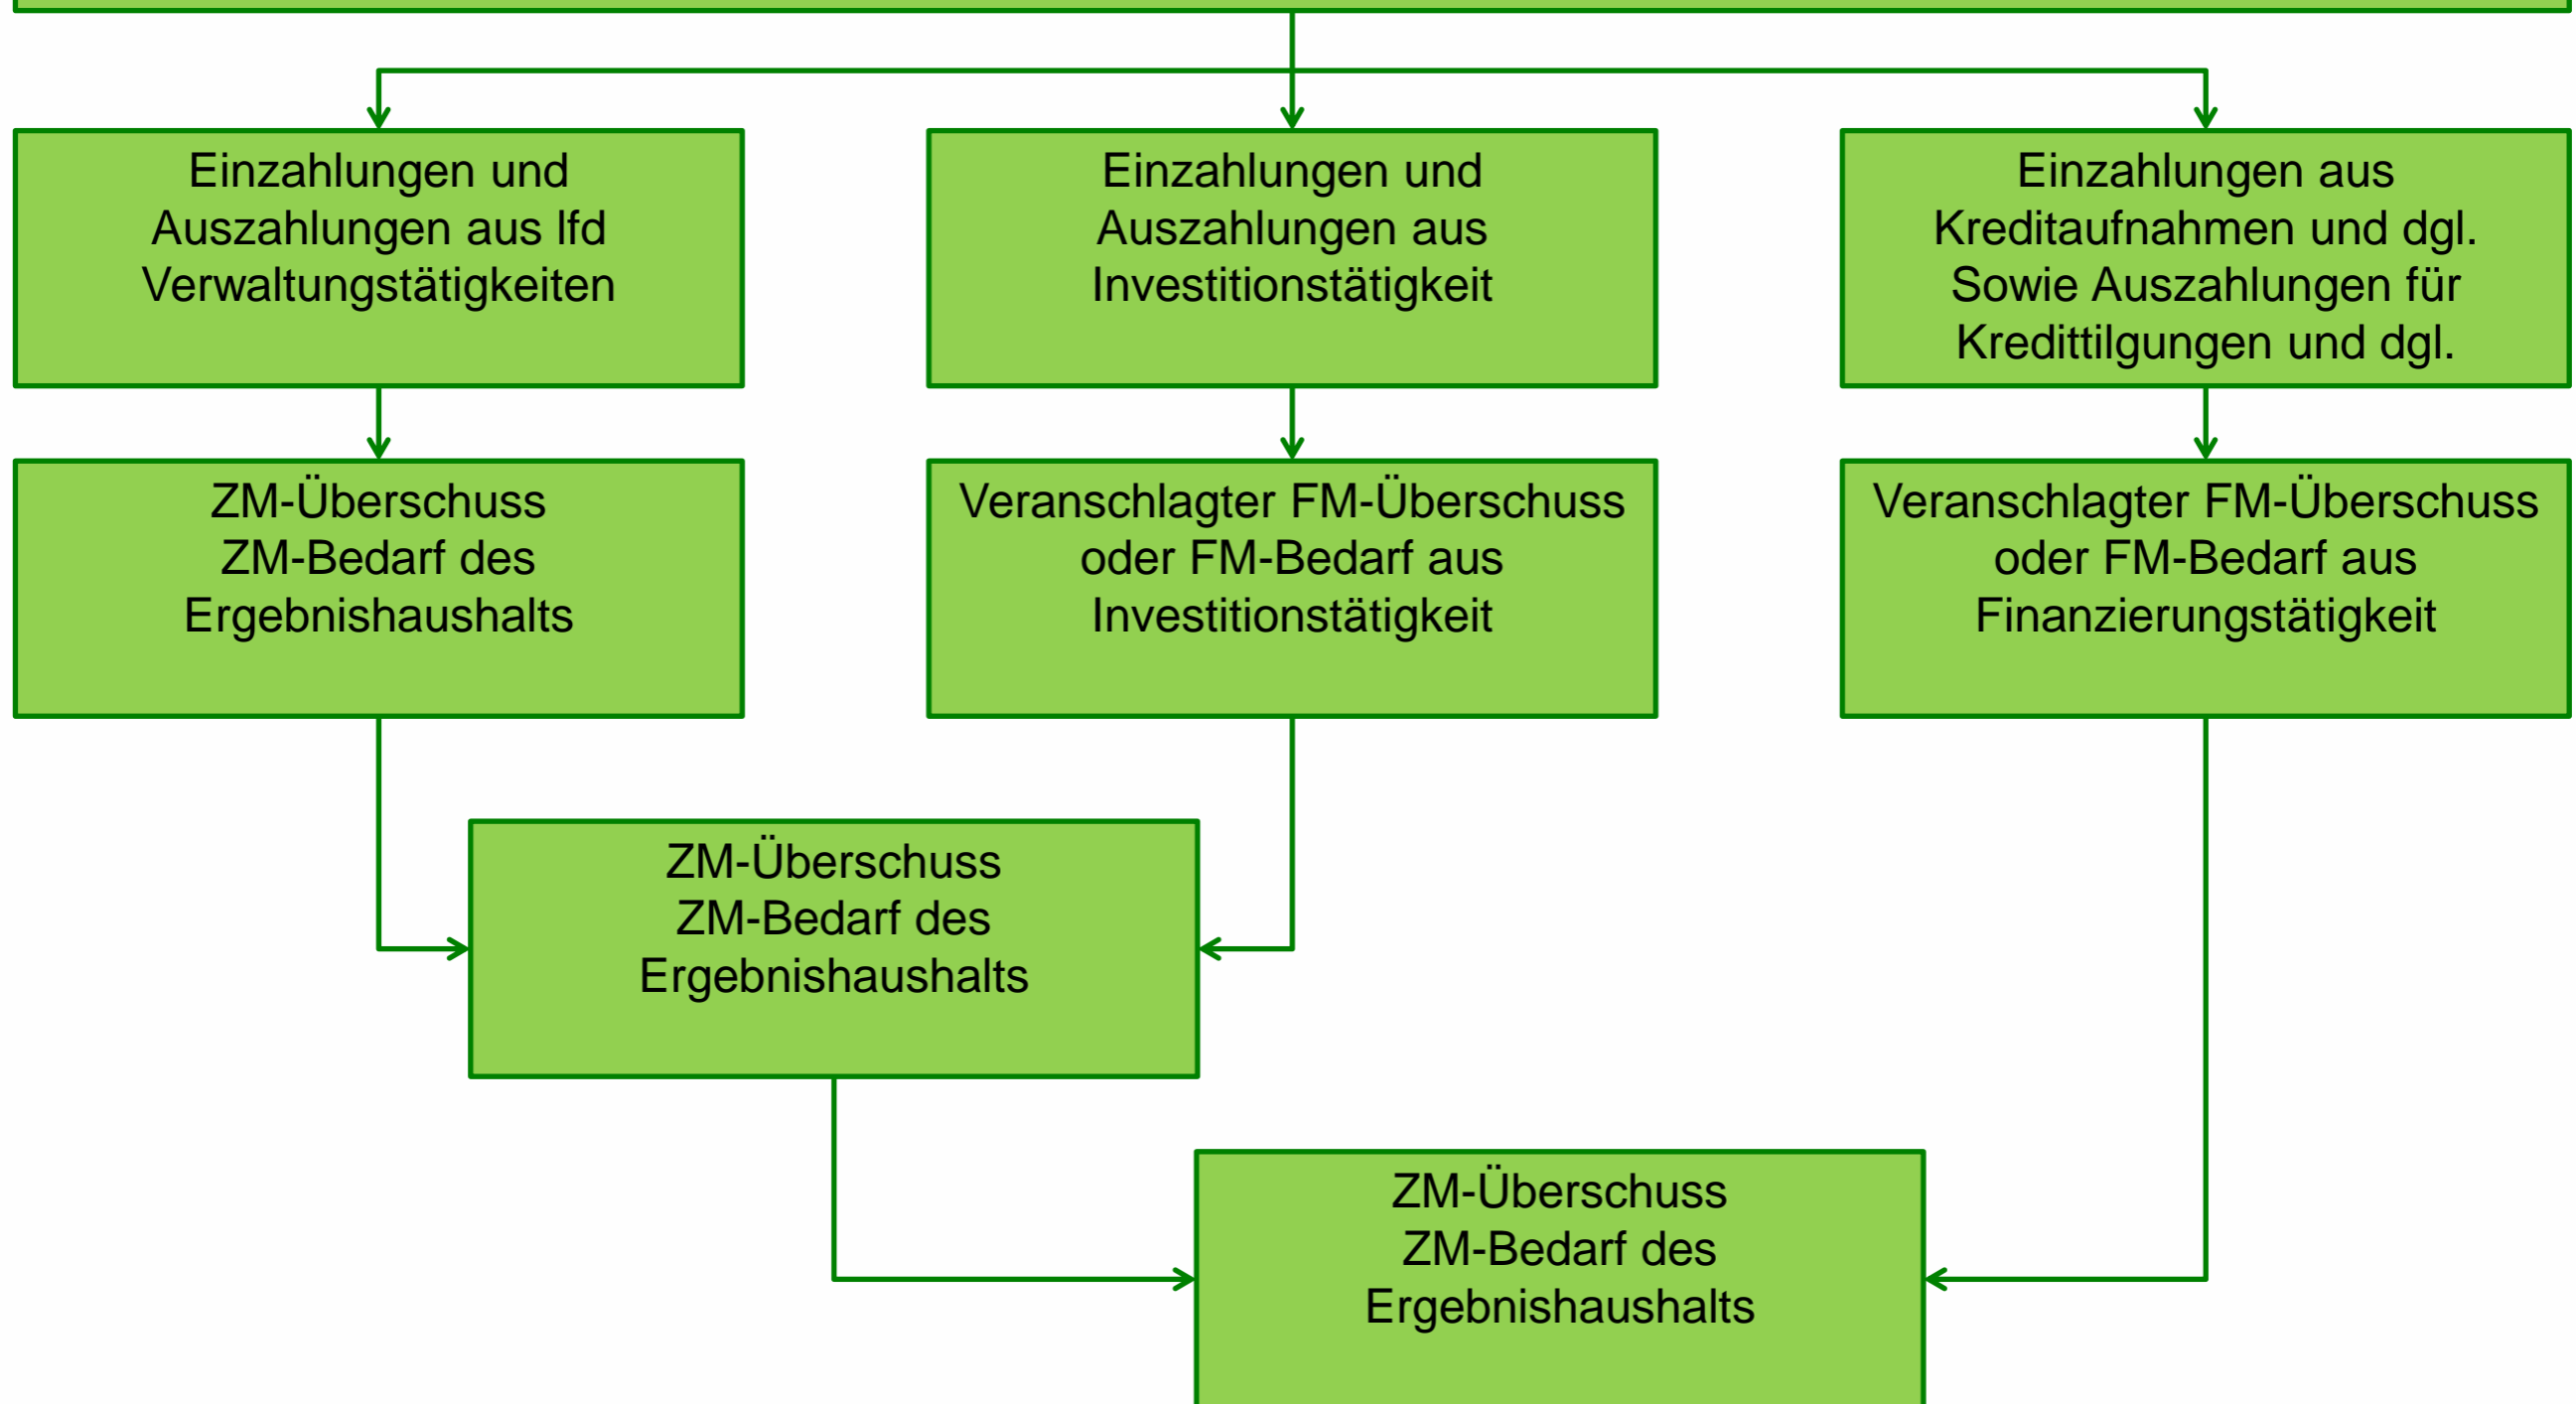 Einzahlungen und
Auszahlungen aus lfd
Verwaltungstätigkeiten
Einzahlungen und
Auszahlungen aus
Investitionstätigkeit
Einzahlungen aus
Kreditaufnahmen und dgl.
Sowie Auszahlungen für
Kredittilgungen und dgl.
ZM-Überschuss
ZM-Bedarf des
Ergebnishaushalts
Veranschlagter FM-Überschuss
oder FM-Bedarf aus
Investitionstätigkeit
Veranschlagter FM-Überschuss
oder FM-Bedarf aus
Finanzierungstätigkeit
ZM-Überschuss
ZM-Bedarf des
Ergebnishaushalts
ZM-Überschuss
ZM-Bedarf des
Ergebnishaushalts